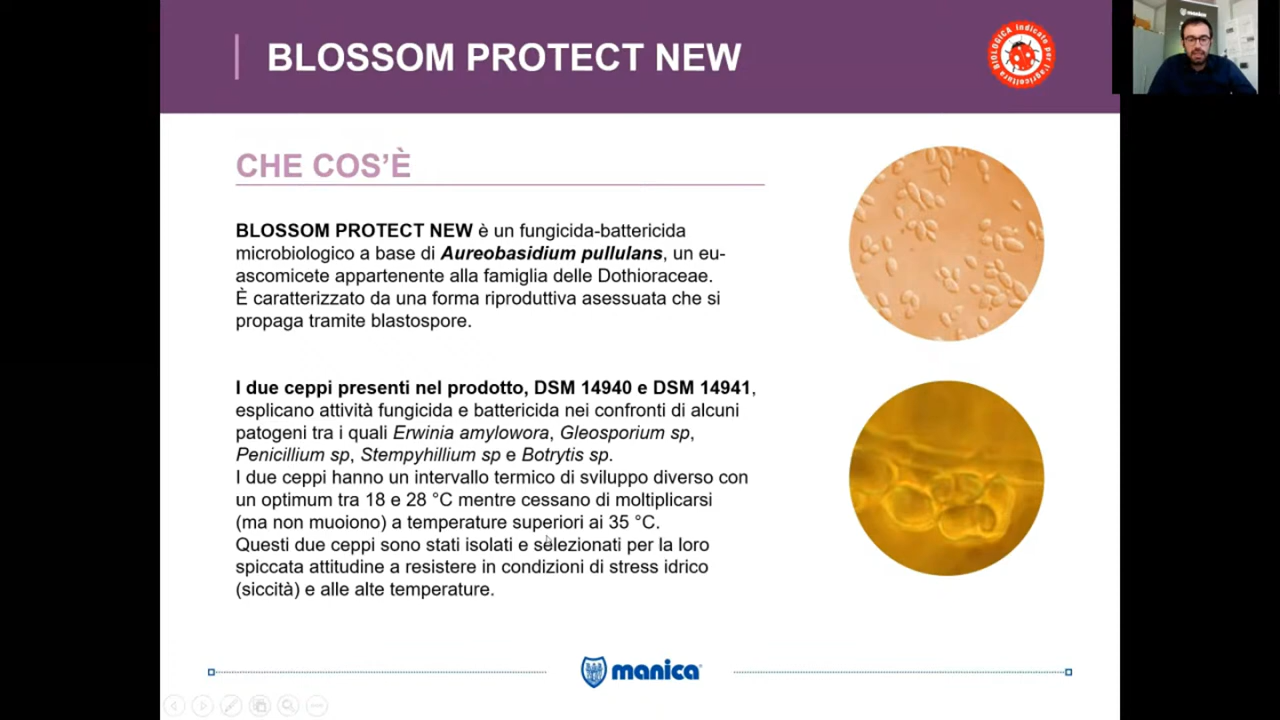 BLOSSOM PROTECT NEW
BIOLOGICA indicato per l'agricoltura
manica
CHE COS'È
BLOSSOM PROTECT NEW è un fungicida-battericida
microbiologico a base di Aureobasidium pullulans, un eu-
ascomicete appartenente alla famiglia delle Dothioraceae.
È caratterizzato da una forma riproduttiva asessuata che si
propaga tramite blastospore.
I due ceppi presenti nel prodotto, DSM 14940 e DSM 14941,
esplicano attività fungicida e battericida nei confronti di alcuni
patogeni tra i quali Erwinia amylowora, Gleosporium sp,
Penicillium sp, Stempyhillium sp e Botrytis sp.
I due ceppi hanno un intervallo termico di sviluppo diverso con
un optimum tra 18 e 28 °C mentre cessano di moltiplicarsi
(ma non muoiono) a temperature superiori ai 35 °C.
Questi due ceppi sono stati isolati e selezionati per la loro
spiccata attitudine a resistere in condizioni di stress idrico
(siccità) e alle alte temperature.
manica